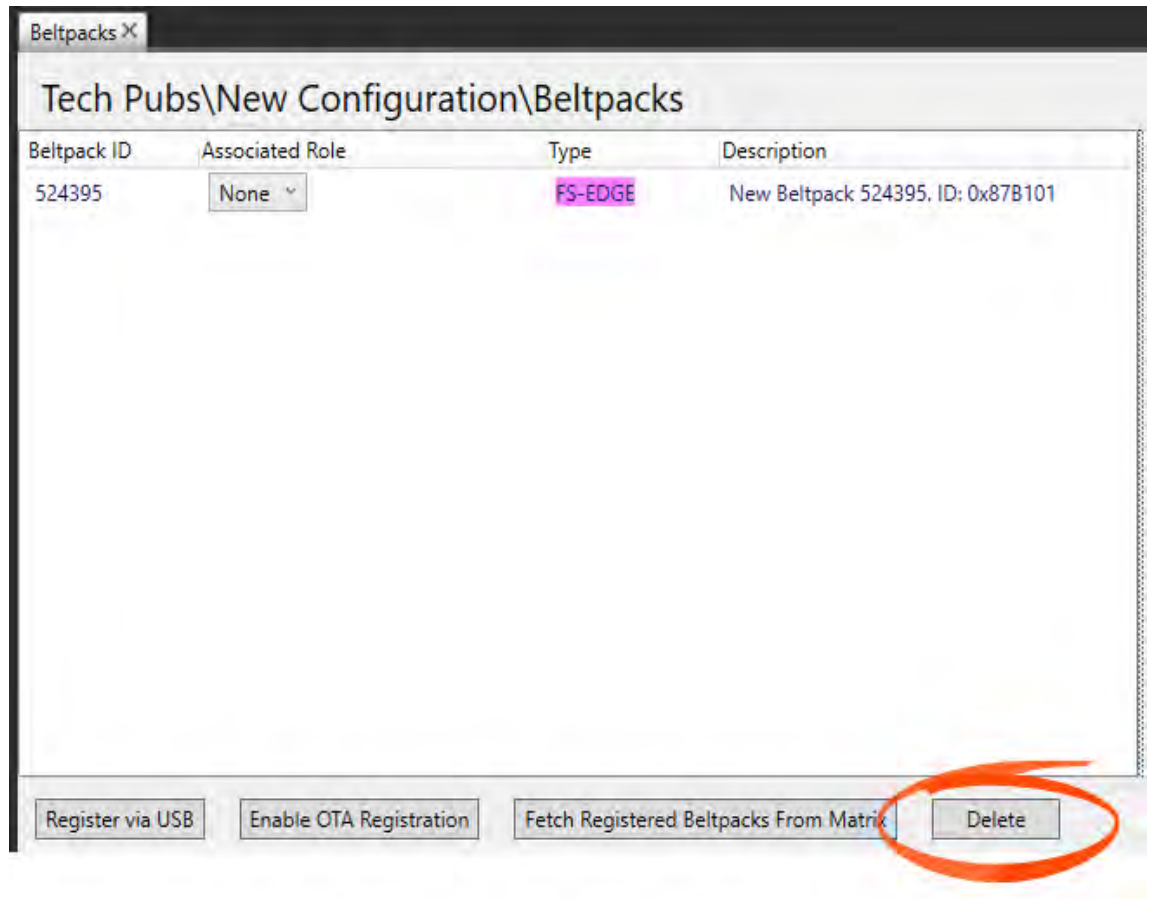 Beltpacks
Tech Pubs\New Configuration\Beltpacks
Beltpack ID Associated Role Type Description
524395 None FS-EDGE New Beltpack 524395. ID: 0x87B101
Register via USB Enable OTA Registration Fetch Registered Beltpacks From Matrix Delete